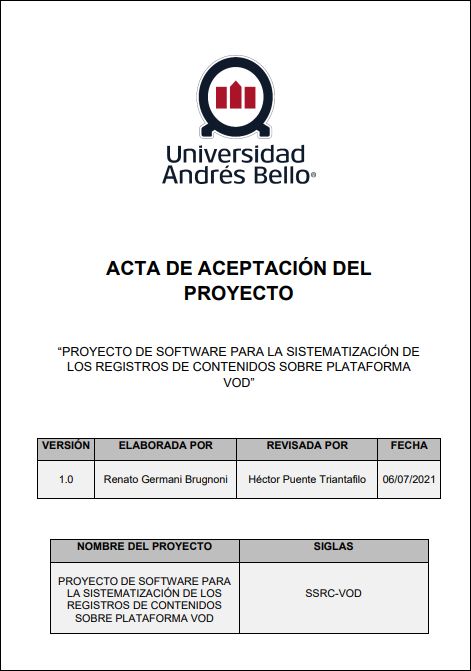 Universidad
Andrés Bello®
ACTA DE ACEPTACIÓN DEL
PROYECTO
“PROYECTO DE SOFTWARE PARA LA SISTEMATIZACIÓN DE
LOS REGISTROS DE CONTENIDOS SOBRE PLATAFORMA
VOD”
VERSIÓN ELABORADA POR REVISADA POR FECHA
1.0 Renato Germani Brugnoni Héctor Puente Triantafilo 06/07/2021
NOMBRE DEL PROYECTO SIGLAS
PROYECTO DE SOFTWARE PARA
LA SISTEMATIZACIÓN DE LOS
REGISTROS DE CONTENIDOS
SOBRE PLATAFORMA VOD
SSRC-VOD